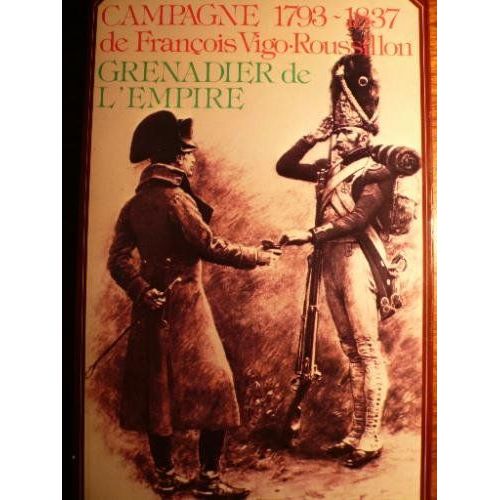 CAMPAGNE 1793-1837
de François Vigo-Roussillon
GRENADIER de
L'EMPIRE